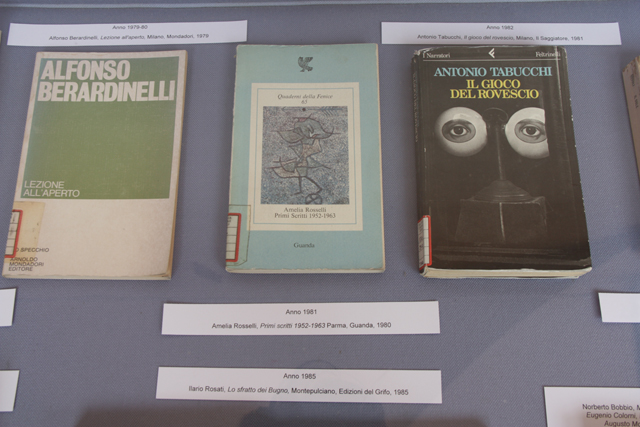 Anno 1979-80
Alfonso Berardinelli, Lezione all'aperto, Milano, Mondadori, 1979
Anno 1982
Antonio Tabucchi, Il gioco del rovescio, Milano, Il Saggiatore, 1981
ALFONSO
BERARDINELLI
LEZIONE
ALL'APERTO
LO SPECCHIO
ARNOLDO
MONDADORI
EDITORE
Quaderni della Fenice
63
Amelia Rosselli
Primi Scritti 1952-1963
Guanda
Narratori
Feltrinelli
ANTONIO TABUCCHI
IL GIOCO
DEL ROVESCIO
Anno 1981
Amelia Rosselli, Primi scritti 1952-1963 Parma, Guanda, 1980
Anno 1985
Ilario Rosati, Lo sfratto dei Bugno, Montepulciano, Edizioni del Grifo, 1985
Norberto Bobbio, M
Eugenio Colorni,
Augusto M